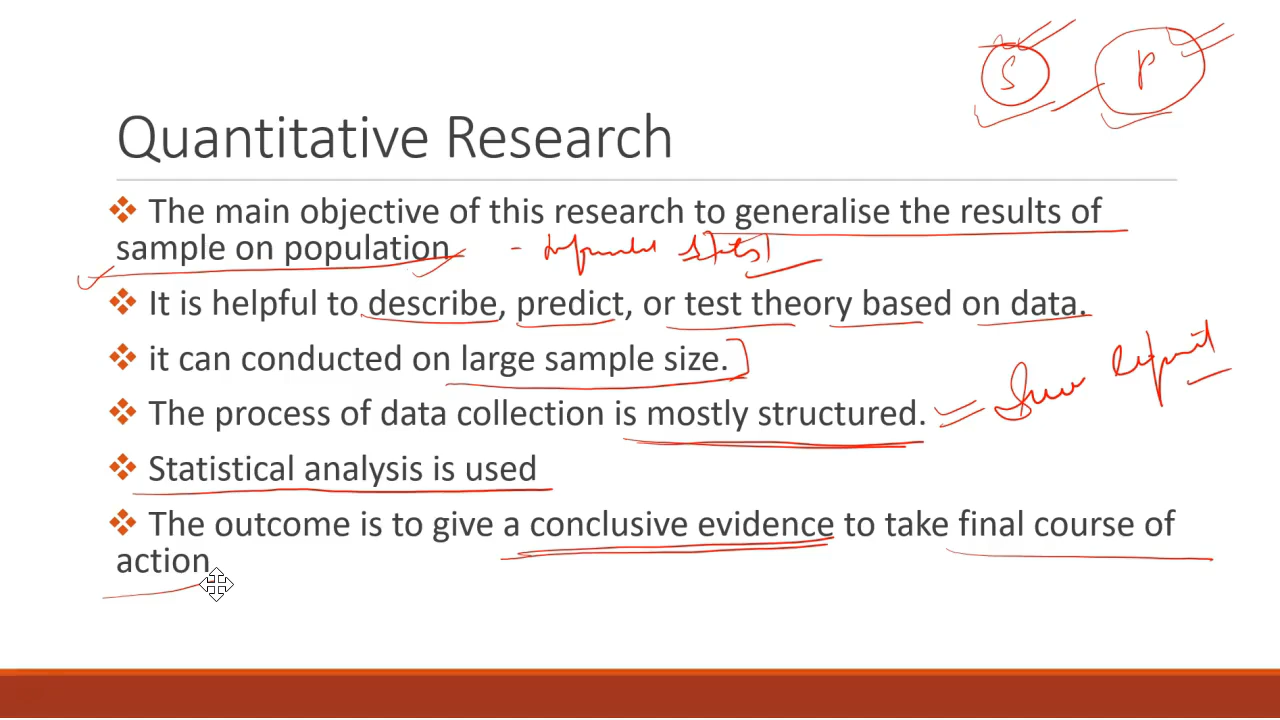 S P
Quantitative Research
❖ The main objective of this research to generalise the results of
sample on population
❖ It is helpful to describe, predict, or test theory based on data.
❖ it can conducted on large sample size.
❖ The process of data collection is mostly structured.
❖ Statistical analysis is used
❖ The outcome is to give a conclusive evidence to take final course of
action